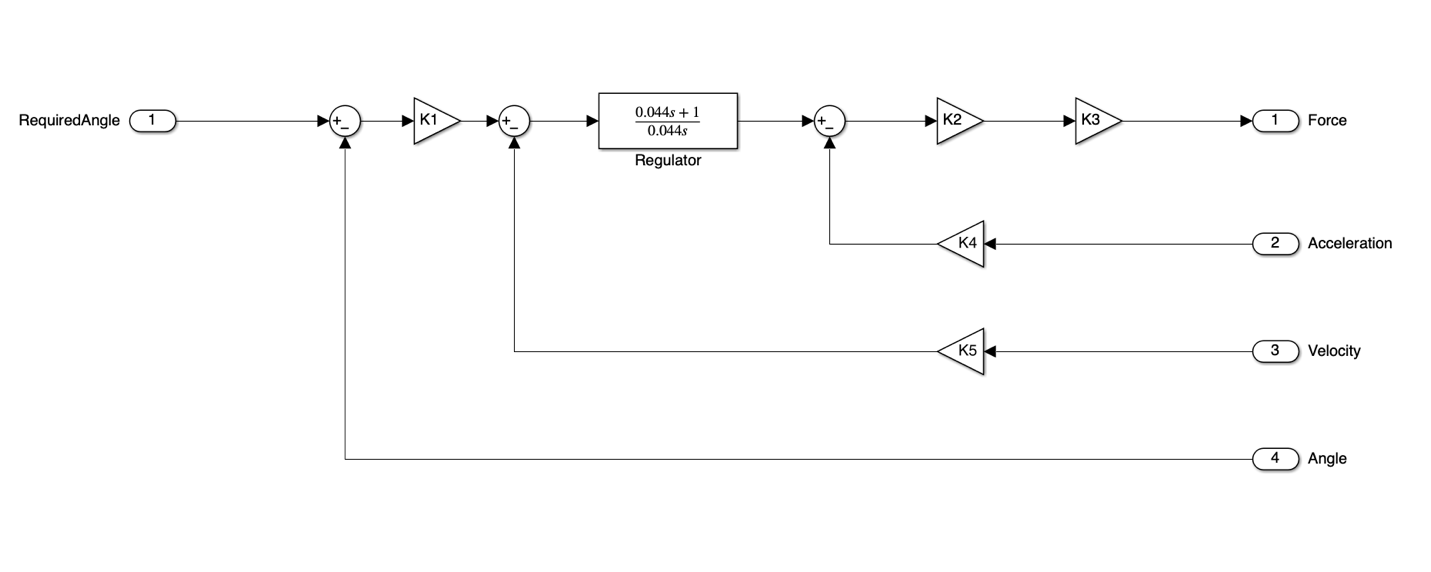 RequiredAngle
1
+
−
K1
+
−
0.044s + 1
0.044s
Regulator
+
−
K2
K3
1
Force
K4
2
Acceleration
K5
3
Velocity
4
Angle